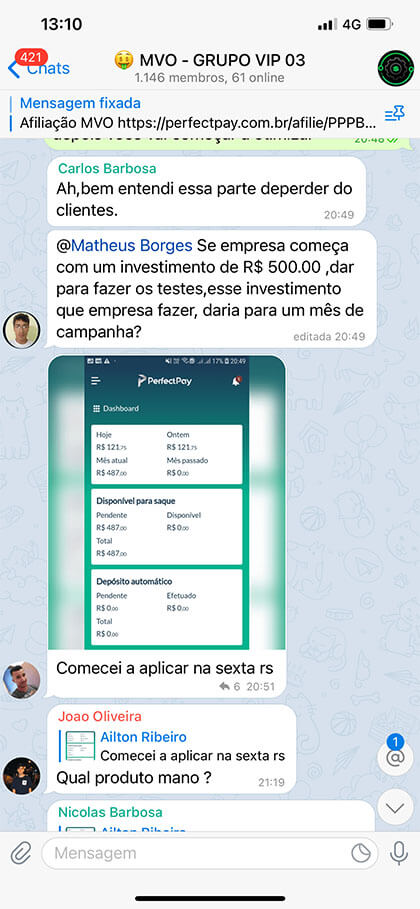 13:10
4G
421
Chats
MVO - GRUPO VIP 03
1.146 membros, 61 online
Mensagem fixada
Afiliação MVO https://perfectpay.com.br/afilie/PPPB...
20:48
Carlos Barbosa
Ah,bem entendi essa parte deperder do
clientes.
20:49
@Matheus Borges Se empresa começa
com um investimento de R$ 500.00 ,dar
para fazer os testes,esse investimento
que empresa fazer, daria para um mês de
campanha?
editada 20:49
17% 20:49
PerfectPay
Dashboard
Hoje Ontem
R$ 121,75 R$ 121,75
Mês atual Mês passado
R$ 487,00 R$ 0,00
Disponível para saque
Pendente Disponível
R$ 487,00 R$ 0,00
Total
R$ 487,00
Depósito automático
Pendente Efetuado
R$ 0,00 R$ 0,00
Total
R$ 0,00
Comecei a aplicar na sexta rs
6 20:51
Joao Oliveira
Ailton Ribeiro
Comecei a aplicar na sexta rs
Qual produto mano ?
21:19
1
@
Nicolas Barbosa
Ailton Ribeiro
Mensagem